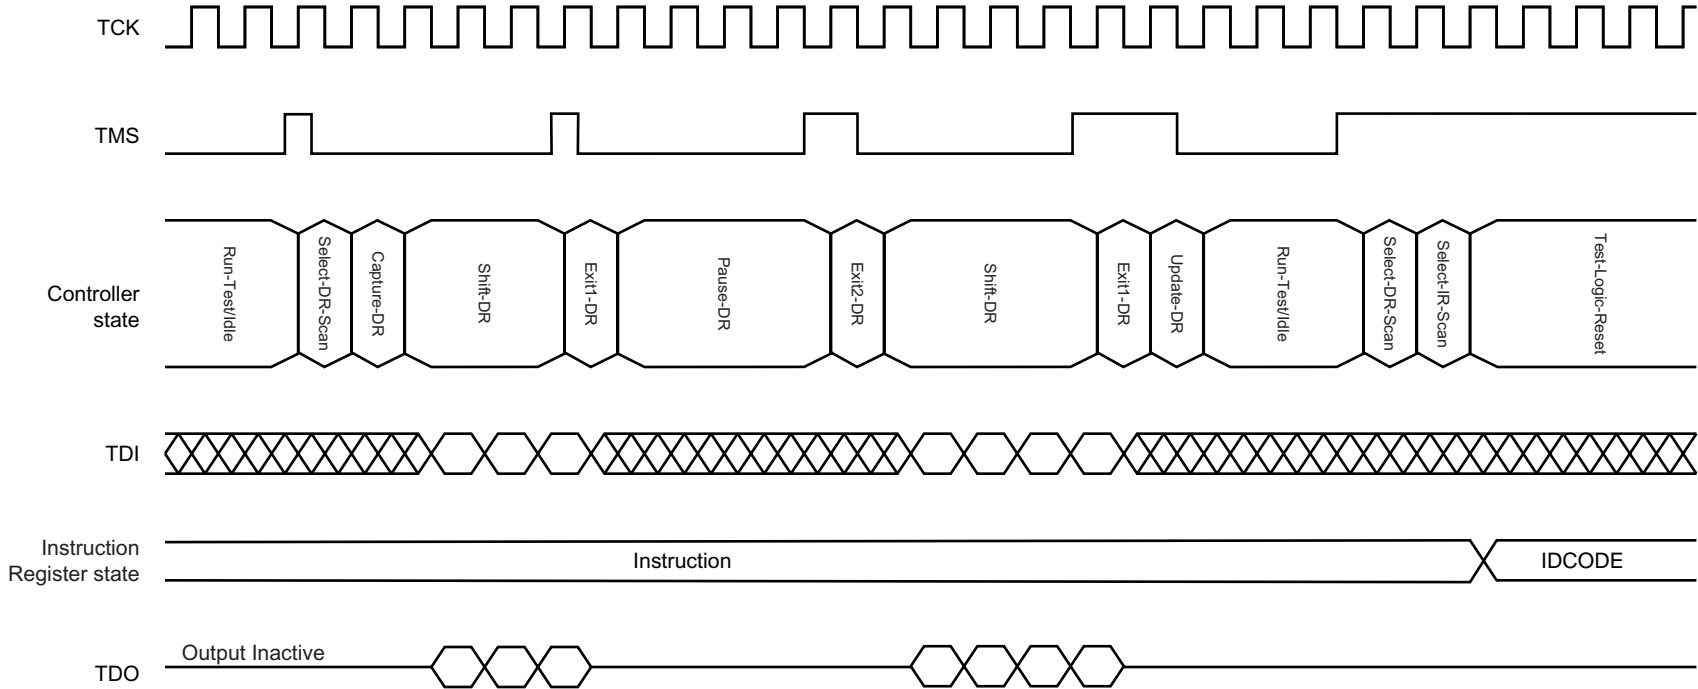 TCK
TMS
Controller
state
Run-Test/Idle
Select-DR-Scan
Capture-DR
Shift-DR
Exit1-DR
Pause-DR
Exit2-DR
Shift-DR
Exit1-DR
Update-DR
Run-Test/Idle
Select-DR-Scan
Select-IR-Scan
Test-Logic-Reset
TDI
Instruction
Register state
Instruction
IDCODE
TDO
Output Inactive